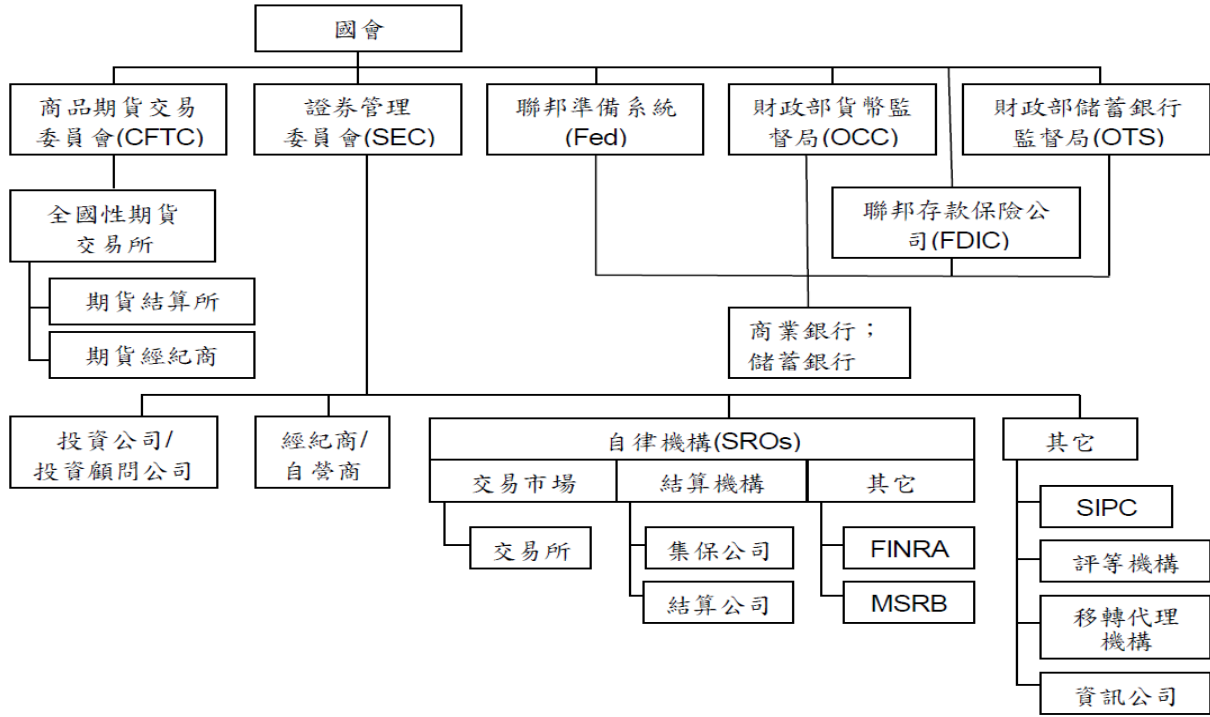 國會
商品期貨交易
委員會(CFTC)
證券管理
委員會(SEC)
聯邦準備系統
(Fed)
財政部貨幣監
督局(OCC)
財政部儲蓄銀行
監督局(OTS)
全國性期貨
交易所
聯邦存款保險公
司(FDIC)
期貨結算所
期貨經紀商
商業銀行；
儲蓄銀行
投資公司/
投資顧問公司
經紀商/
自營商
自律機構(SROs)
其它
交易市場
結算機構
其它
交易所
集保公司
結算公司
FINRA
MSRB
SIPC
評等機構
移轉代理
機構
資訊公司